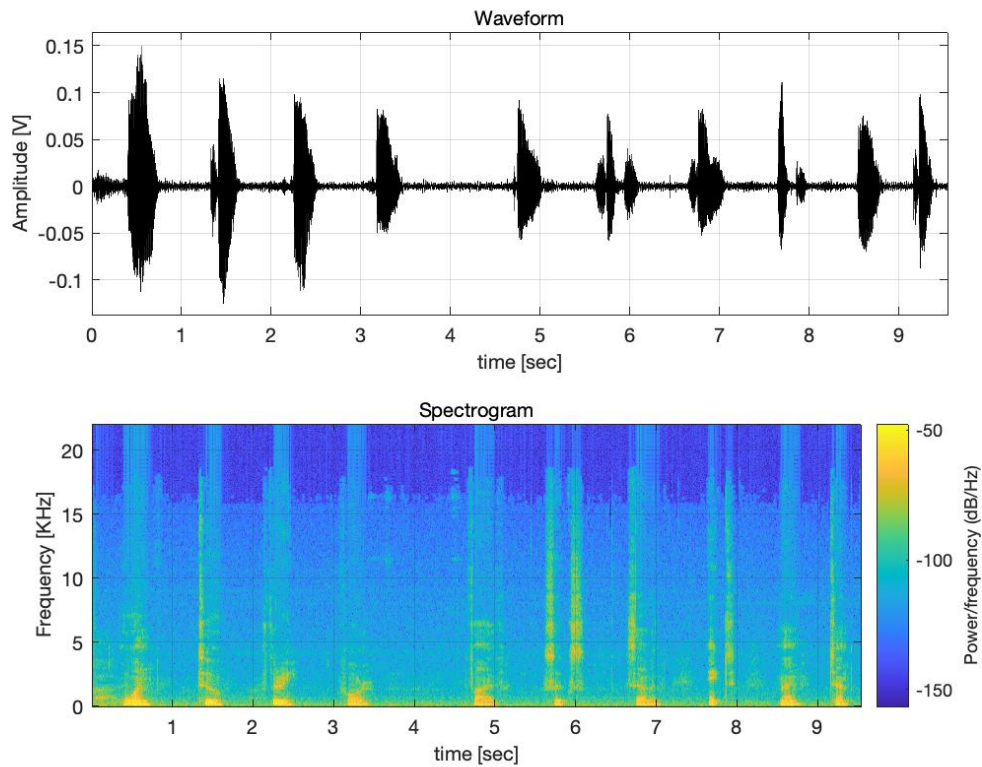 Waveform
0.15
0.1
0.05
0
-0.05
-0.1
Amplitude [V]
0 1 2 3 4 5 6 7 8 9
time [sec]
Spectrogram
20
15
10
5
0
Frequency [KHz]
1 2 3 4 5 6 7 8 9
time [sec]
-50
-100
-150
Power/frequency (dB/Hz)